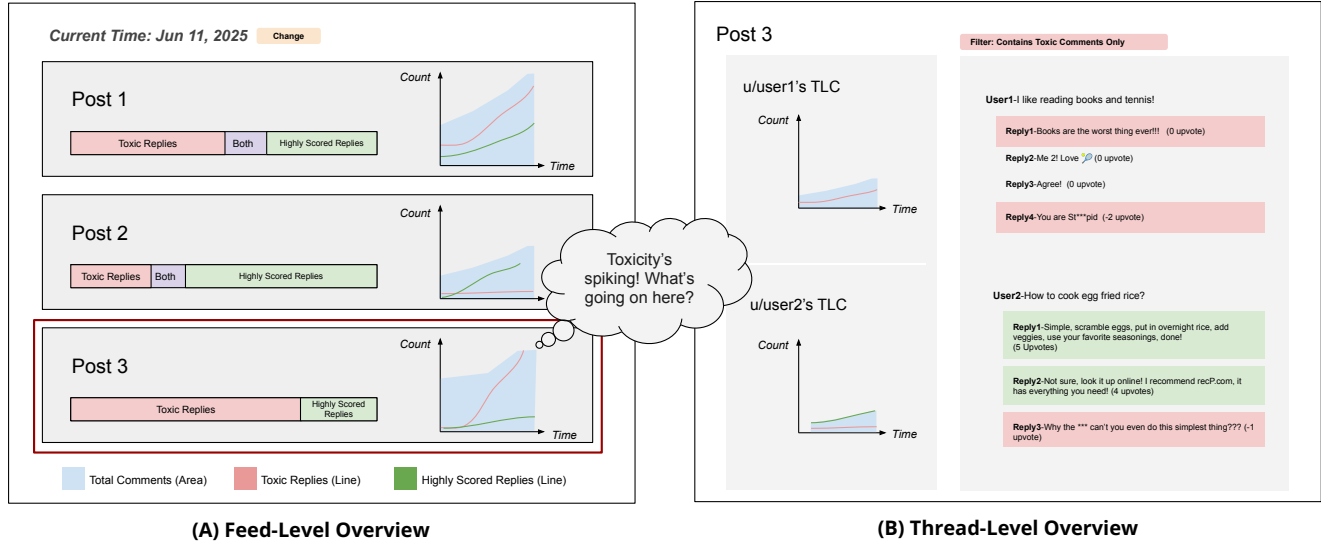 Current Time: Jun 11, 2025
Change
Post 1
Toxic Replies
Both
Highly Scored Replies
Count
Time
Post 2
Toxic Replies
Both
Highly Scored Replies
Count
Post 3
Toxic Replies
Highly Scored
Replies
Count
Time
Toxicity's
spiking! What's
going on here?
Total Comments (Area)
Toxic Replies (Line)
Highly Scored Replies (Line)
(A) Feed-Level Overview
Post 3
Filter: Contains Toxic Comments Only
u/user1's TLC
Count
Time
u/user2's TLC
Count
Time
User1-I like reading books and tennis!
Reply1-Books are the worst thing ever!!! (0 upvote)
Reply2-Me 2! Love 🎾 (0 upvote)
Reply3-Agree! (0 upvote)
Reply4-You are St***pid (-2 upvote)
User2-How to cook egg fried rice?
Reply1-Simple, scramble eggs, put in overnight rice, add
veggies, use your favorite seasonings, done!
(5 Upvotes)
Reply2-Not sure, look it up online! I recommend recP.com, it
has everything you need! (4 upvotes)
Reply3-Why the *** can't you even do this simplest thing??? (-1
upvote)
(B) Thread-Level Overview